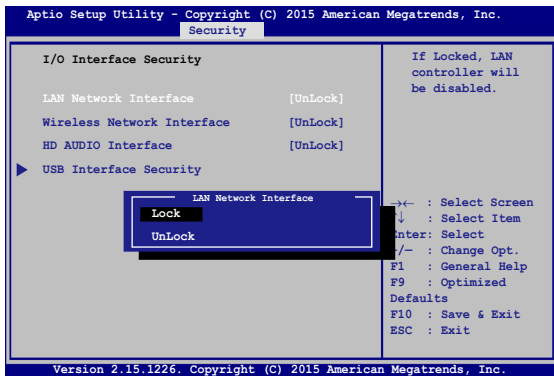 Aptio Setup Utility - Copyright (C) 2015 American Megatrends, Inc.
Security
I/O Interface Security
LAN Network Interface [UnLock]
Wireless Network Interface [UnLock]
HD AUDIO Interface [UnLock]
USB Interface Security
LAN Network Interface
Lock
UnLock
If Locked, LAN
controller will
be disabled.
→← : Select Screen
↓ : Select Item
nter: Select
/— : Change Opt.
F1 : General Help
F9 : Optimized
Defaults
F10 : Save & Exit
ESC : Exit
Version 2.15.1226. Copyright (C) 2015 American Megatrends, Inc.